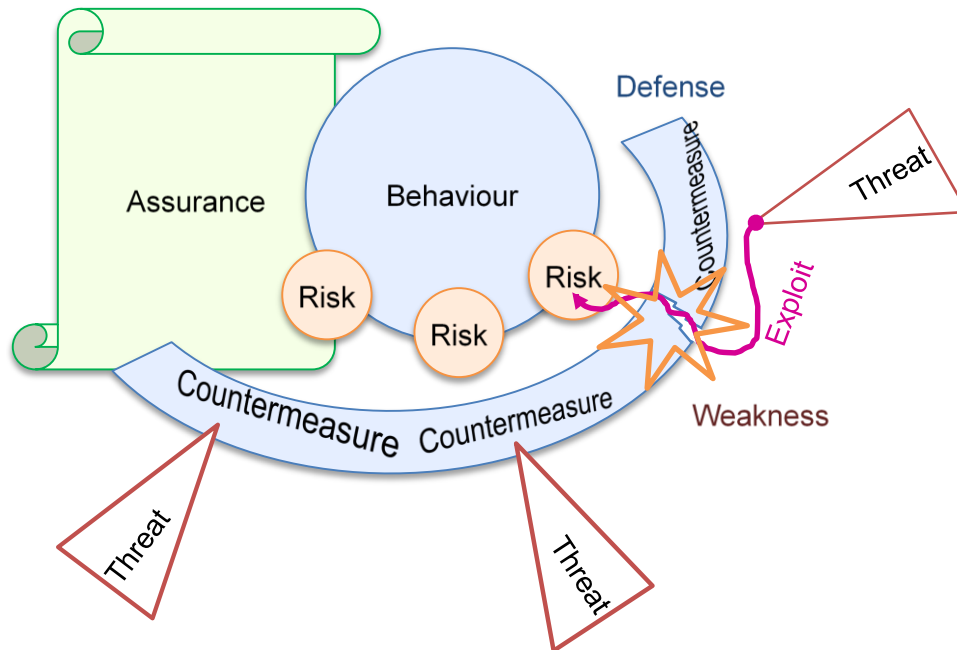 Defense
Countermeasure
Threat
Assurance
Behaviour
Risk
Risk
Risk
Exploit
Countermeasure
Countermeasure
Weakness
Threat
Threat